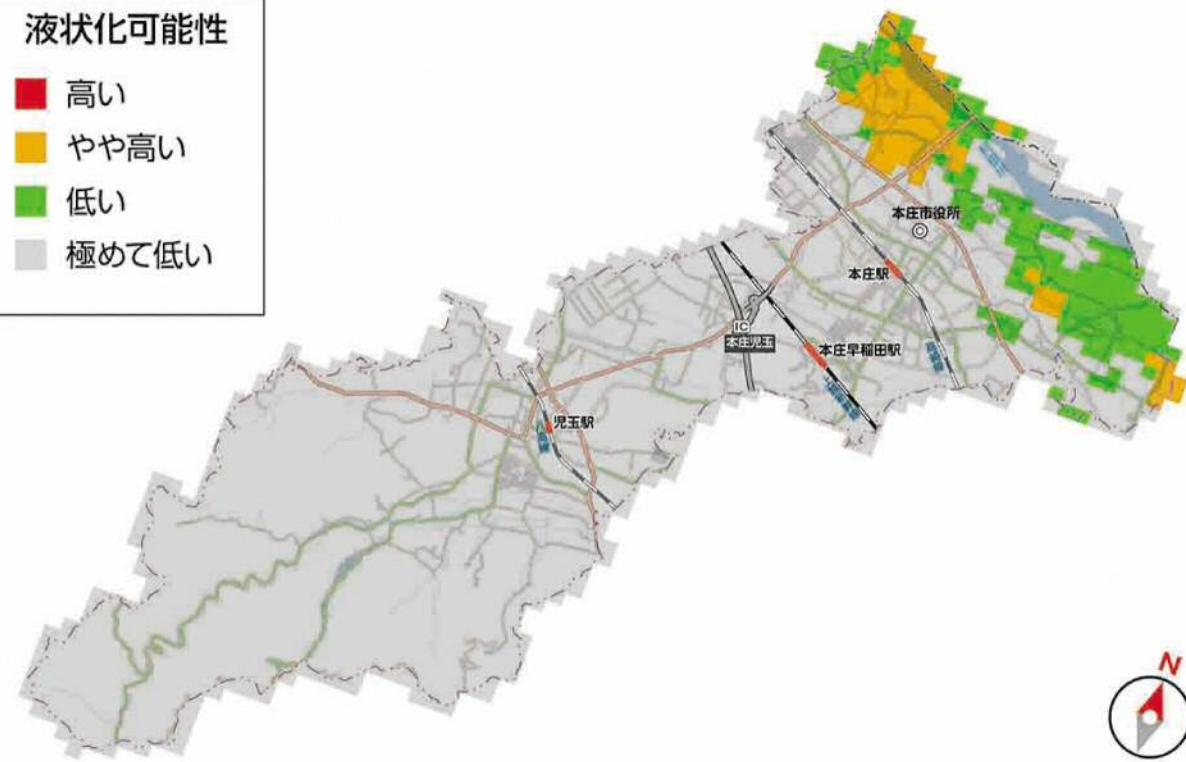 液状化可能性
高い
やや高い
低い
極めて低い
本庄市役所
本庄駅
IC
本庄児玉
本庄早稲田駅
児玉駅
N